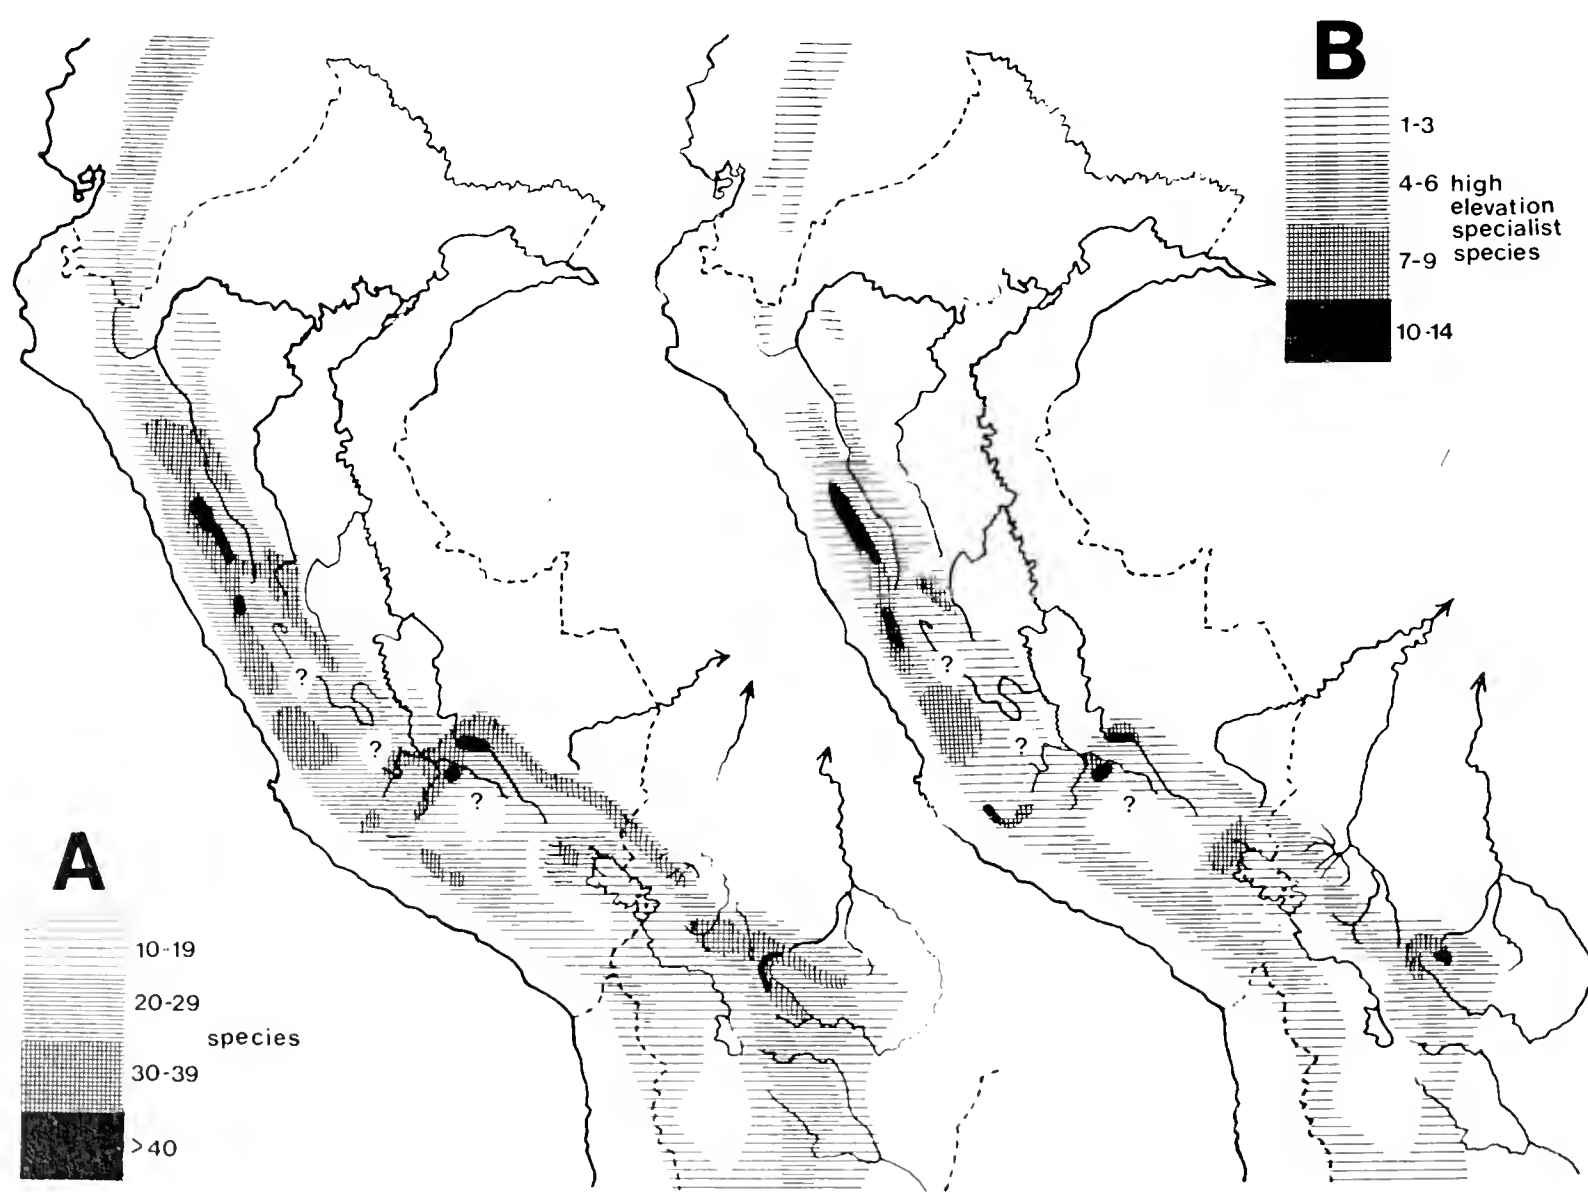 B
1-3
4-6 high
elevation
specialist
7-9 species
10-14
?
?
?
?
?
?
A
10-19
20-29
species
30-39
>40